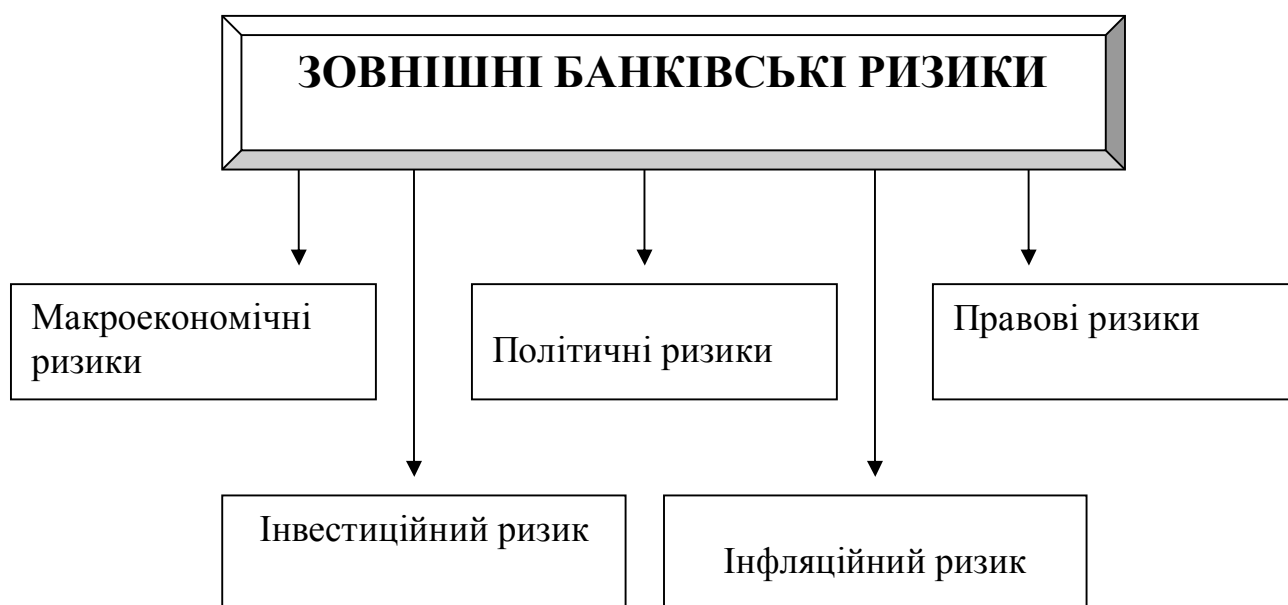 ЗОВНІШНІ БАНКІВСЬКІ РИЗИКИ
Макроекономічні
ризики
Політичні ризики
Правові ризики
Інвестиційний ризик
Інфляційний ризик